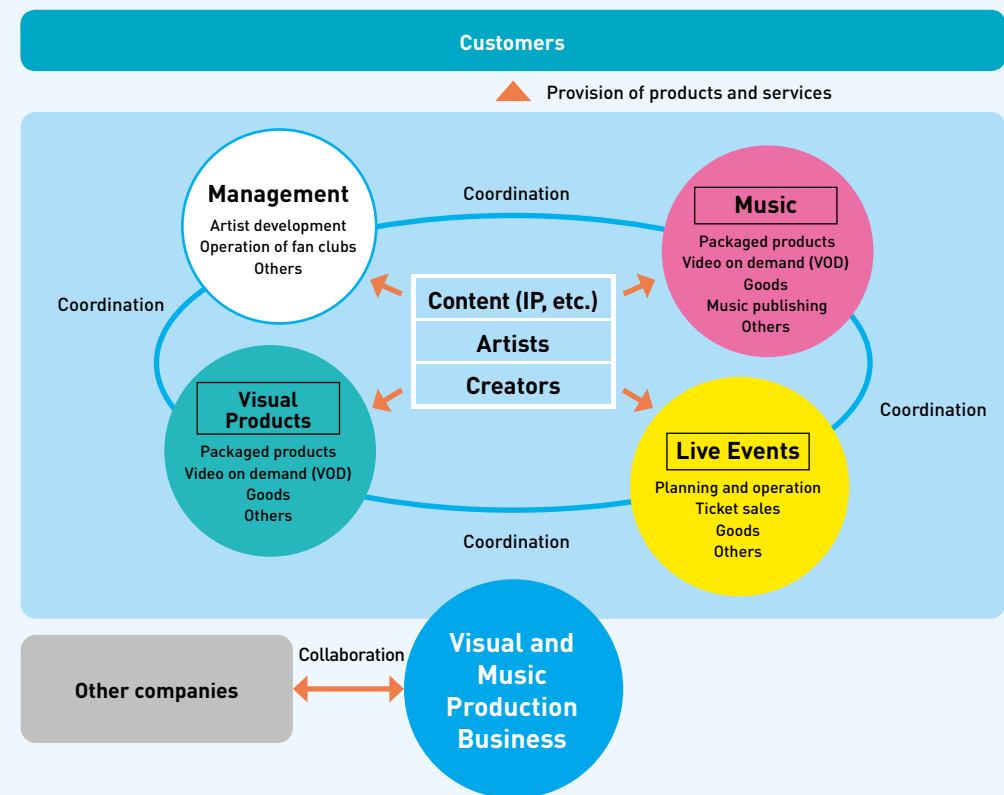 Customers
Provision of products and services
Management
Artist development
Operation of fan clubs
Others
Coordination
Music
Packaged products
Video on demand (VOD)
Goods
Music publishing
Others
Coordination
Content (IP, etc.)
Artists
Creators
Visual
Products
Packaged products
Video on demand (VOD)
Goods
Others
Coordination
Live Events
Planning and operation
Ticket sales
Goods
Others
Coordination
Other companies
Collaboration
Visual and
Music
Production
Business